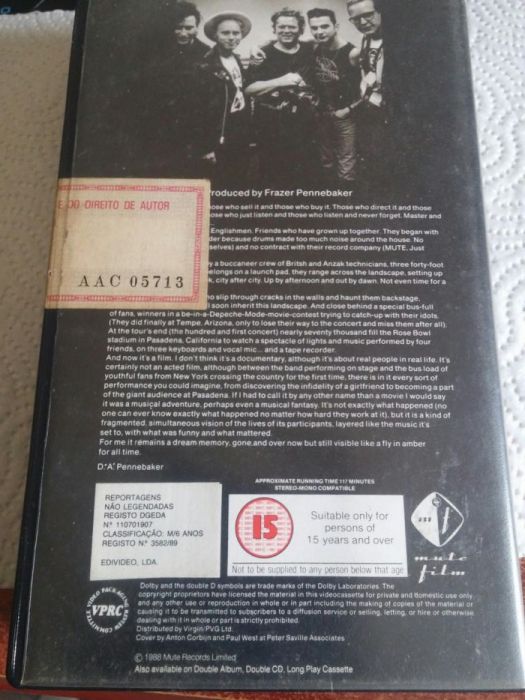 roduced by Frazer Pennebaker
ose who sell it and those who buy it. Those who direct it and those
ose who just listen and those who listen and never forget. Master and
Englishmen. Friends who have grown up together. They began with
der because drums made too much noise around the house. No
selves) and no contract with their record company (MUTE. Just
y a buccaneer crew of British and Anzak technicians, three forty-foot
elongs on a launch pad, they range across the landscape, setting up
k, city after city. Up by afternoon and out by dawn. Not even time for a
o slip through cracks in the walls and haunt them backstage,
l soon inherit this landscape. And close behind a special bus-full
of fans, winners in a be-in-a-Depeche-Mode-movie-contest trying to catch-up with their idols.
(They did finally at Tempe, Arizona, only to lose their way to the concert and miss them after all).
At the tour's end (the hundred and first concert) nearly seventy thousand fill the Rose Bowl
stadium in Pasadena, California to watch a spectacle of lights and music performed by four
friends, on three keyboards and vocal mic... and a tape recorder.
And now it's a film. I don't think it's a documentary, although it's about real people in real life. It's
certainly not an acted film, although between the band performing on stage and the bus load of
youthful fans from New York crossing the country for the first time, there is in it every sort of
performance you could imagine, from discovering the infidelity of a girlfriend to becoming a part
of the giant audience at Pasadena. If I had to call it by any other name than a movie I would say
it was a musical adventure, perhaps even a musical fantasy. It's not exactly what happened (no
one can ever know exactly what happened no matter how hard they work at it), but it is a kind of
fragmented, simultaneous vision of the lives of its participants, layered like the music it's
set to, with what was funny and what mattered.
For me it remains a dream memory, gone and over now but still visible like a fly in amber
for all time.
D.'A.' Pennebaker
E DO DIREITO DE AUTOR
AAC 05713
APPROXIMATE RUNNING TIME 117 MINUTES
STEREO-MONO COMPATIBLE
REPORTAGENS
NÃO LEGENDADAS
REGISTO DGEDA
Nº 110701907
CLASSIFICAÇÃO: M/6 ANOS
REGISTO Nº 3582/89
EDIVIDEO, LDA.
15
Suitable only for
persons of
15 years and over
Not to be supplied to any person below that age
m f
mute
film
VPRC
Dolby and the double D symbols are trade marks of the Dolby Laboratories. The
copyright proprietors have licensed the material in this videocassette for private and domestic use only
and any other use or reproduction in whole or in part including the making of copies of the material or
causing it to be transmitted to subscribers to a diffusion service or selling, letting, or hire or otherwise
dealing with it in whole or part is strictly prohibited.
Distributed by Virgin/PVG Ltd.
Cover by Anton Corbijn and Paul West at Peter Saville Associates
© 1988 Mute Records Limited
Also available on Double Album, Double CD, Long Play Cassette